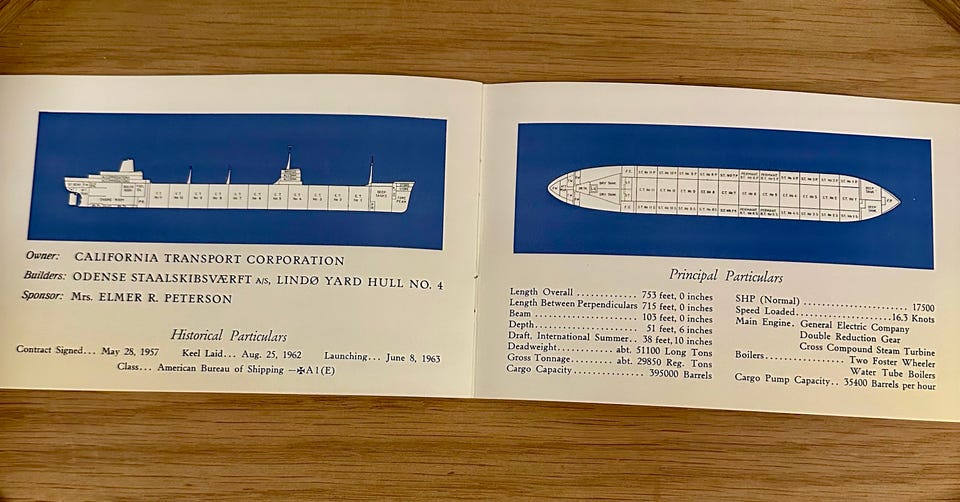 Owner: CALIFORNIA TRANSPORT CORPORATION
Builders: ODENSE STAALSKIBSVÆRFT A/S, LINDØ YARD HULL NO. 4
Sponsor: Mrs. ELMER R. PETERSON
Historical Particulars
Contract Signed... May 28, 1957 Keel Laid... Aug. 25, 1962 Launching... June 8, 1963
Class... American Bureau of Shipping —✠A1(E)
Principal Particulars
Length Overall ............ 753 feet, 0 inches
Length Between Perpendiculars 715 feet, 0 inches
Beam .................... 103 feet, 0 inches
Depth .................... 51 feet, 6 inches
Draft, International Summer.. 38 feet, 10 inches
Deadweight .......... abt. 51100 Long Tons
Gross Tonnage ........ abt. 29850 Reg. Tons
Cargo Capacity ............ 395000 Barrels
SHP (Normal) .................... 17500
Speed Loaded ................ 16.3 Knots
Main Engine. General Electric Company
Double Reduction Gear
Cross Compound Steam Turbine
Boilers ................ Two Foster Wheeler
Water Tube Boilers
Cargo Pump Capacity.. 35400 Barrels per hour